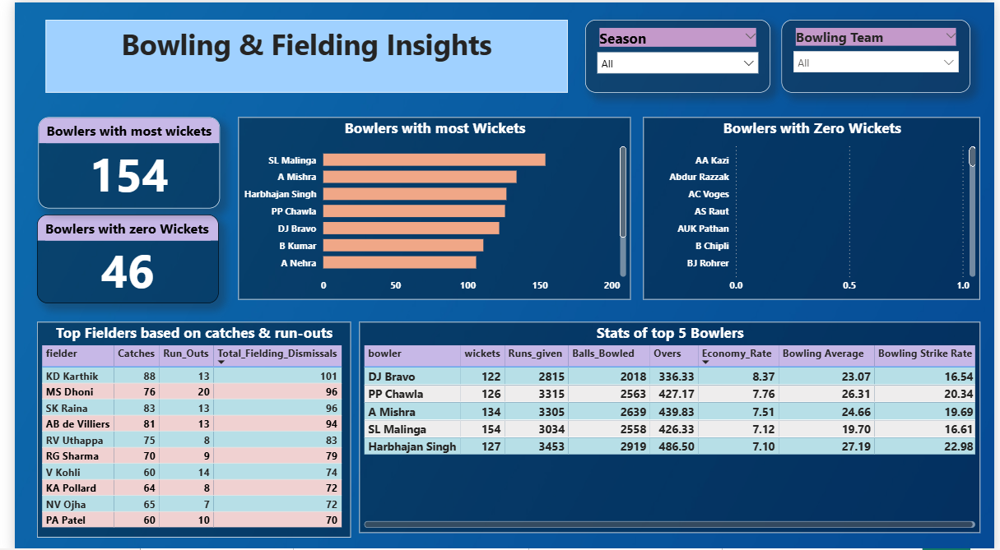 Bowling & Fielding Insights
Season
All
Bowling Team
All
Bowlers with most wickets
154
Bowlers with zero Wickets
46
Bowlers with most Wickets
SL Malinga
A Mishra
Harbhajan Singh
PP Chawla
DJ Bravo
B Kumar
A Nehra
0 50 100 150 200
Bowlers with Zero Wickets
AA Kazi
Abdur Razzak
AC Voges
AS Raut
AUK Pathan
B Chipli
BJ Rohrer
0.0 0.5 1.0
Top Fielders based on catches & run-outs
fielder Catches Run_Outs Total_Fielding_Dismissals
KD Karthik 88 13 101
MS Dhoni 76 20 96
SK Raina 83 13 96
AB de Villiers 81 13 94
RV Uthappa 75 8 83
RG Sharma 70 9 79
V Kohli 60 14 74
KA Pollard 64 8 72
NV Ojha 65 7 72
PA Patel 60 10 70
Stats of top 5 Bowlers
bowler wickets Runs_given Balls_Bowled Overs Economy_Rate Bowling Average Bowling Strike Rate
DJ Bravo 122 2815 2018 336.33 8.37 23.07 16.54
PP Chawla 126 3315 2563 427.17 7.76 26.31 20.34
A Mishra 134 3305 2639 439.83 7.51 24.66 19.69
SL Malinga 154 3034 2558 426.33 7.12 19.70 16.61
Harbhajan Singh 127 3453 2919 486.50 7.10 27.19 22.98